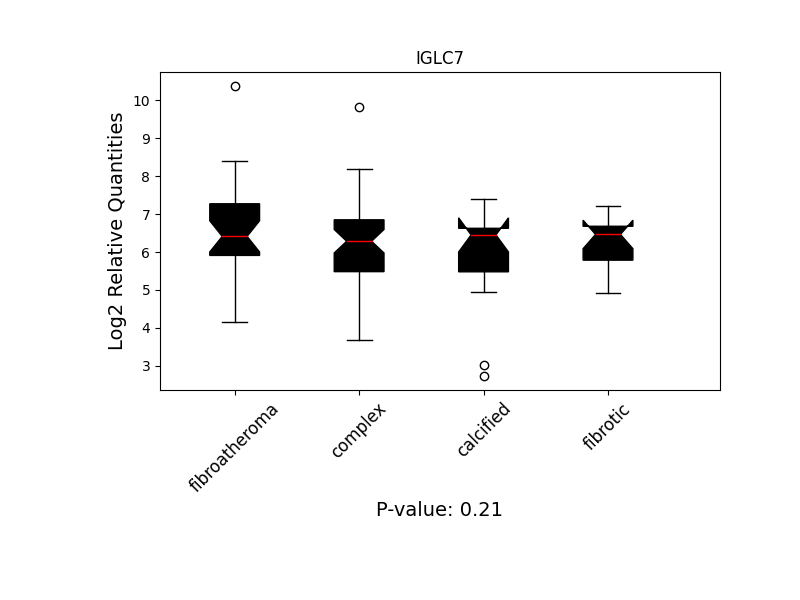 IGLC7
Log2 Relative Quantities
10
9
8
7
6
5
4
3
fibroatheroma
complex
calcified
fibrotic
P-value: 0.21